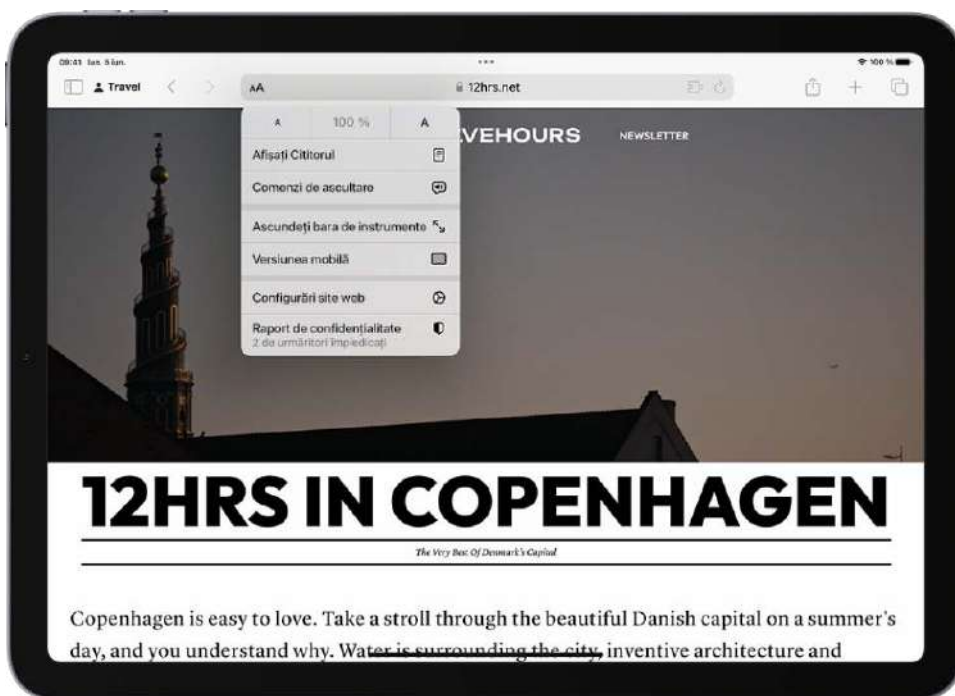 09:41 lun. 5 iun.
100 %
Travel
AA
12hrs.net
A 100 % A
VEHOURS
NEWSLETTER
Afișați Cititorul
Comenzi de ascultare
Ascundeți bara de instrumente
Versiunea mobilă
Configurări site web
Raport de confidențialitate
2 de urmăritori împiedicați
12HRS IN COPENHAGEN
The Very Best Of Denmark's Capital
Copenhagen is easy to love. Take a stroll through the beautiful Danish capital on a summer's
day, and you understand why. Water is surrounding the city, inventive architecture and